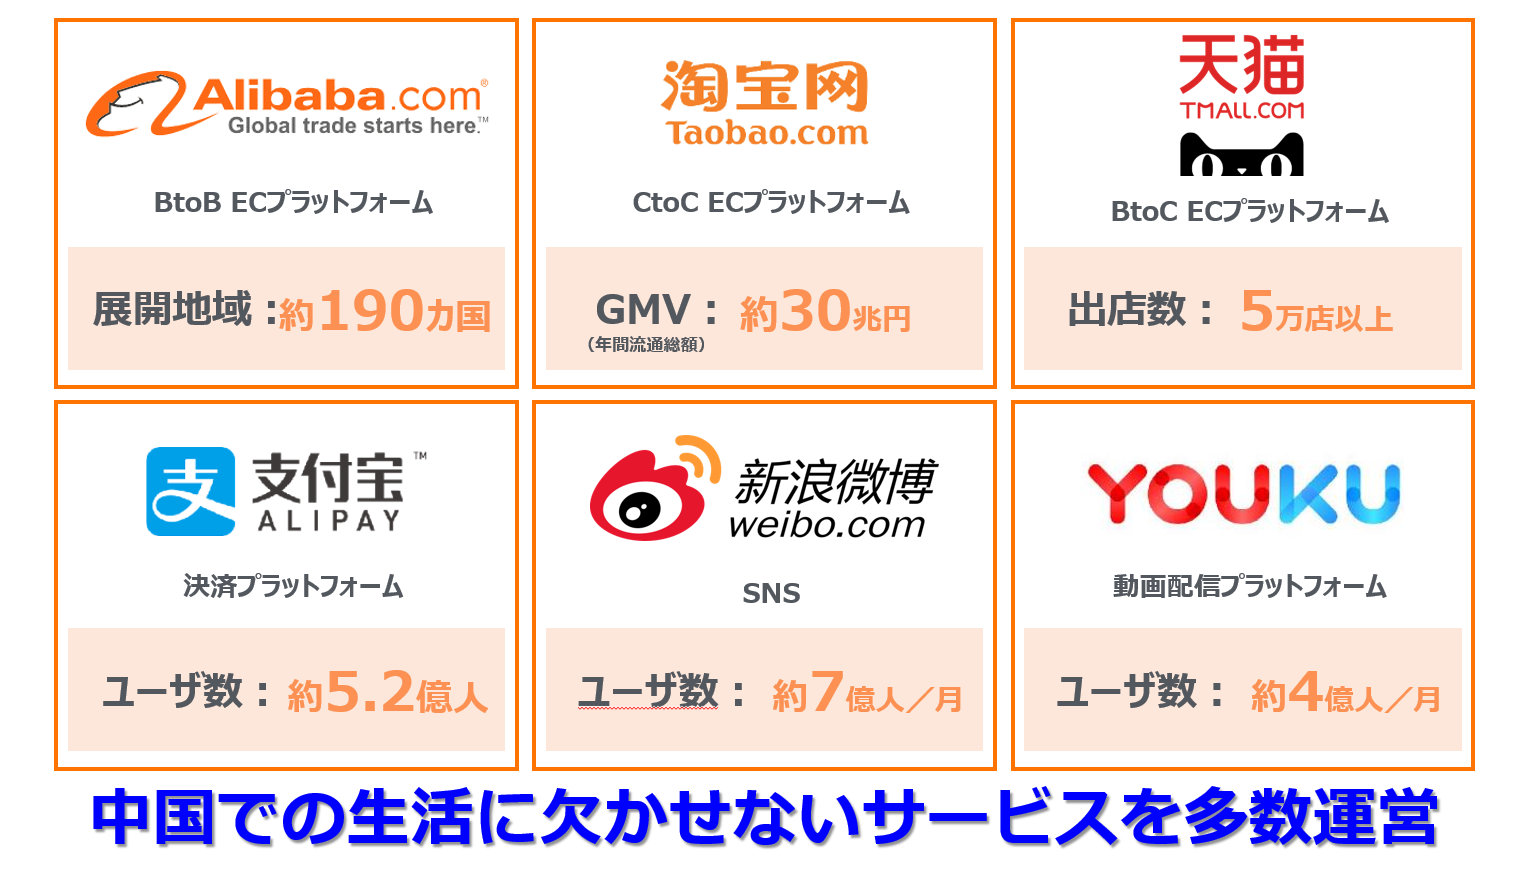 Alibaba.com®
Global trade starts here.™
BtoB ECプラットフォーム
展開地域：約190カ国
淘宝网
Taobao.com
CtoC ECプラットフォーム
GMV： 約30兆円
（年間流通総額）
天猫
TMALL.COM
BtoC ECプラットフォーム
出店数： 5万店以上
支 支付宝™
ALIPAY
決済プラットフォーム
ユーザ数： 約5.2億人
新浪微博
weibo.com
SNS
ユーザ数： 約7億人／月
YOUKU
動画配信プラットフォーム
ユーザ数： 約4億人／月
中国での生活に欠かせないサービスを多数運営